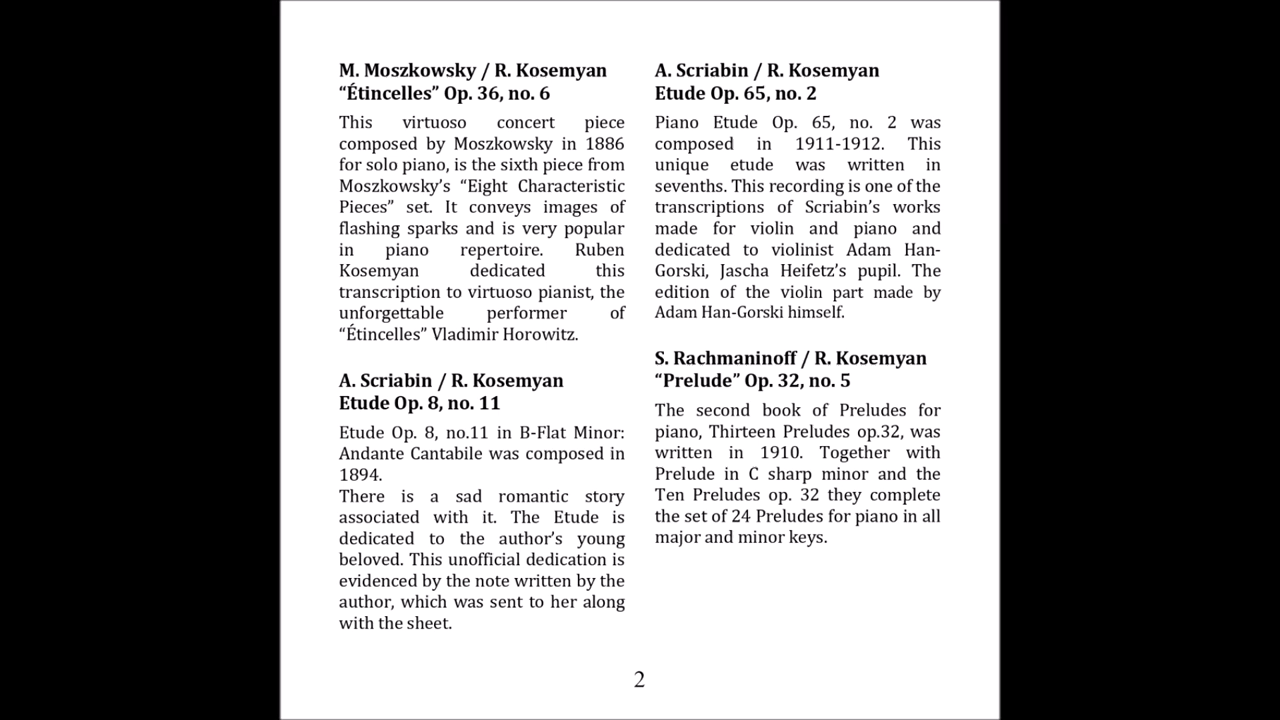 M. Moszkowsky / R. Kosemyan
“Étincelles” Op. 36, no. 6
This virtuoso concert piece
composed by Moszkowsky in 1886
for solo piano, is the sixth piece from
Moszkowsky’s “Eight Characteristic
Pieces” set. It conveys images of
flashing sparks and is very popular
in piano repertoire. Ruben
Kosemyan dedicated this
transcription to virtuoso pianist, the
unforgettable performer of
“Étincelles” Vladimir Horowitz.
A. Scriabin / R. Kosemyan
Etude Op. 8, no. 11
Etude Op. 8, no.11 in B-Flat Minor:
Andante Cantabile was composed in
1894.
There is a sad romantic story
associated with it. The Etude is
dedicated to the author’s young
beloved. This unofficial dedication is
evidenced by the note written by the
author, which was sent to her along
with the sheet.
A. Scriabin / R. Kosemyan
Etude Op. 65, no. 2
Piano Etude Op. 65, no. 2 was
composed in 1911-1912. This
unique etude was written in
sevenths. This recording is one of the
transcriptions of Scriabin’s works
made for violin and piano and
dedicated to violinist Adam Han-
Gorski, Jascha Heifetz’s pupil. The
edition of the violin part made by
Adam Han-Gorski himself.
S. Rachmaninoff / R. Kosemyan
“Prelude” Op. 32, no. 5
The second book of Preludes for
piano, Thirteen Preludes op.32, was
written in 1910. Together with
Prelude in C sharp minor and the
Ten Preludes op. 32 they complete
the set of 24 Preludes for piano in all
major and minor keys.
2